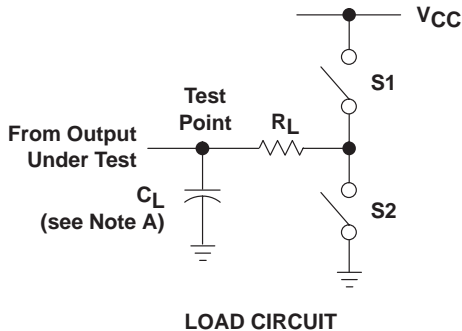 VCC
S1
Test
Point
RL
From Output
Under Test
CL
(see Note A)
S2
LOAD CIRCUIT